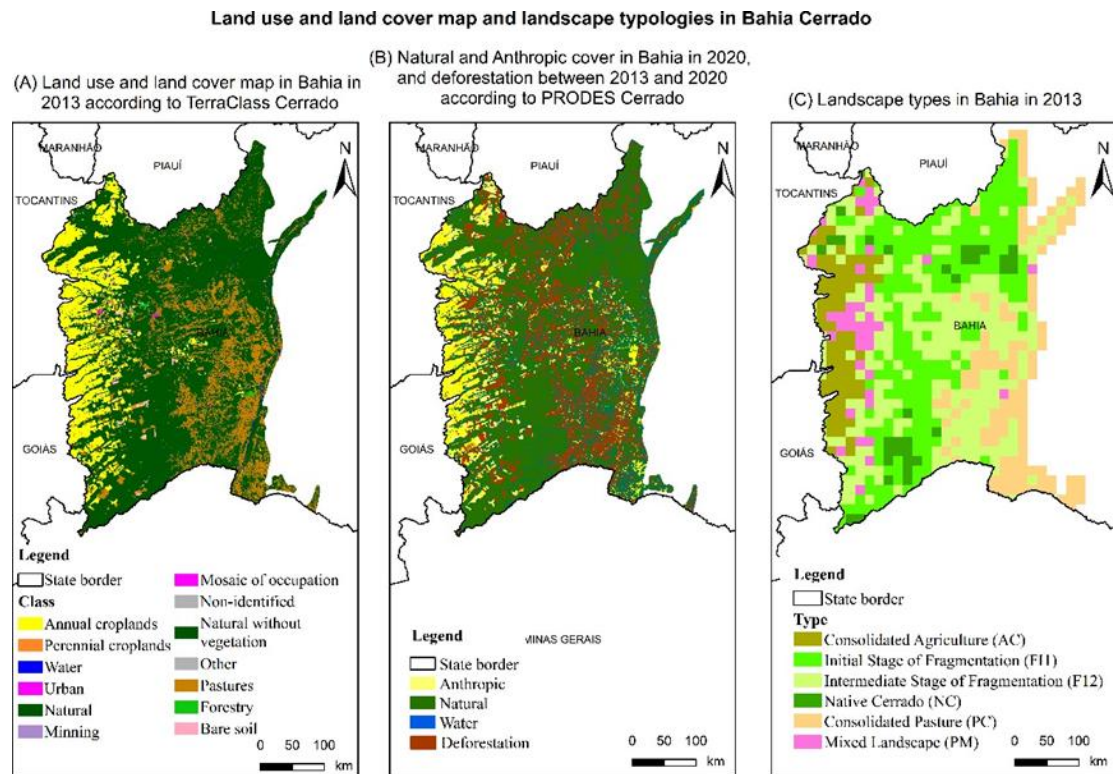 Land use and land cover map and landscape typologies in Bahia Cerrado
(A) Land use and land cover map in Bahia in
2013 according to TerraClass Cerrado
(B) Natural and Anthropic cover in Bahia in 2020,
and deforestation between 2013 and 2020
according to PRODES Cerrado
(C) Landscape types in Bahia in 2013
MARANHÃO
PIAUÍ
N
TOCANTINS
BAHIA
GOIÁS
Legend
State border
Class
Annual croplands
Perennial croplands
Water
Urban
Natural
Minning
Mosaic of occupation
Non-identified
Natural without
vegetation
Other
Pastures
Forestry
Bare soil
0 50 100
km
MARANHÃO
PIAUÍ
N
TOCANTINS
BAHIA
GOIÁS
MINAS GERAIS
Legend
State border
Anthropic
Natural
Water
Deforestation
0 50 100
km
MARANHÃO
PIAUÍ
N
TOCANTINS
BAHIA
GOIÁS
Legend
State border
Type
Consolidated Agriculture (AC)
Initial Stage of Fragmentation (FI1)
Intermediate Stage of Fragmentation (F12)
Native Cerrado (NC)
Consolidated Pasture (PC)
Mixed Landscape (PM)
0 50 100
km